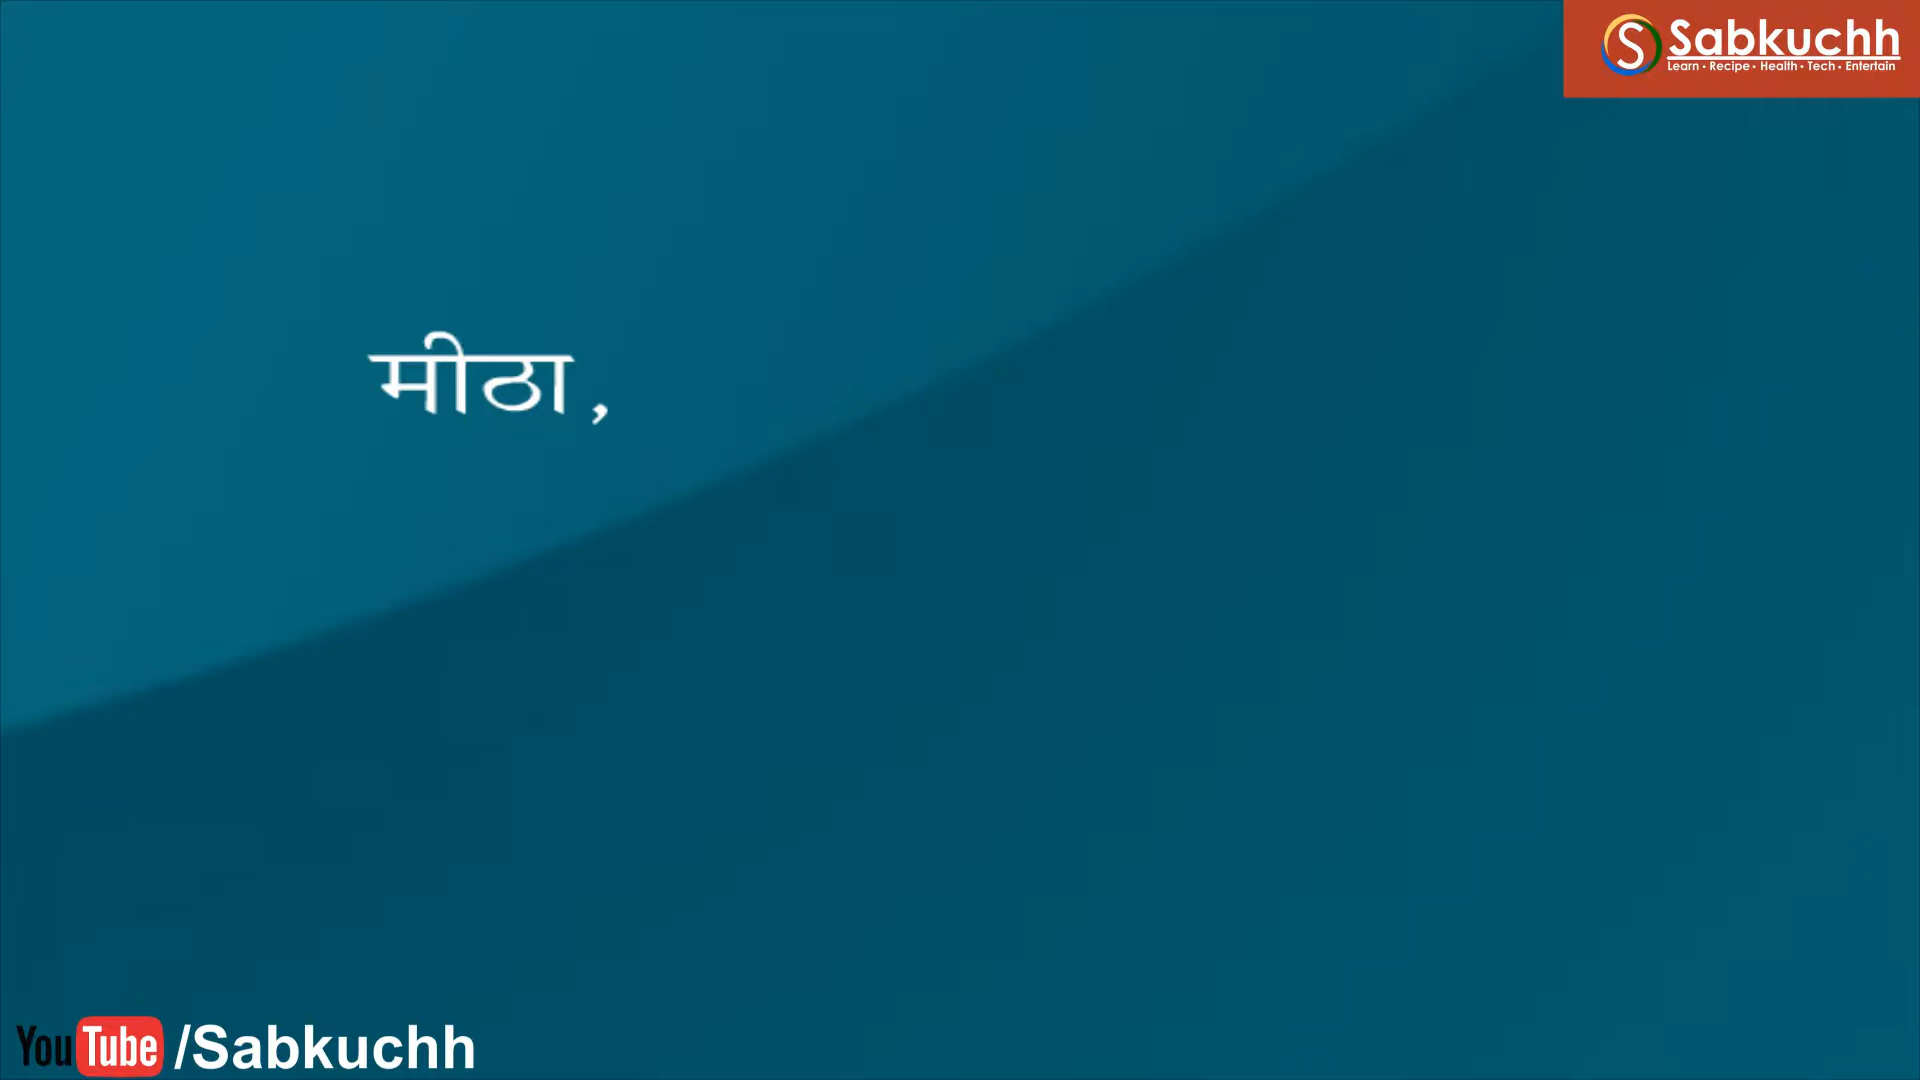 Sabkuchh
Learn • Recipe • Health • Tech • Entertain
मीठा ,
YouTube /Sabkuchh